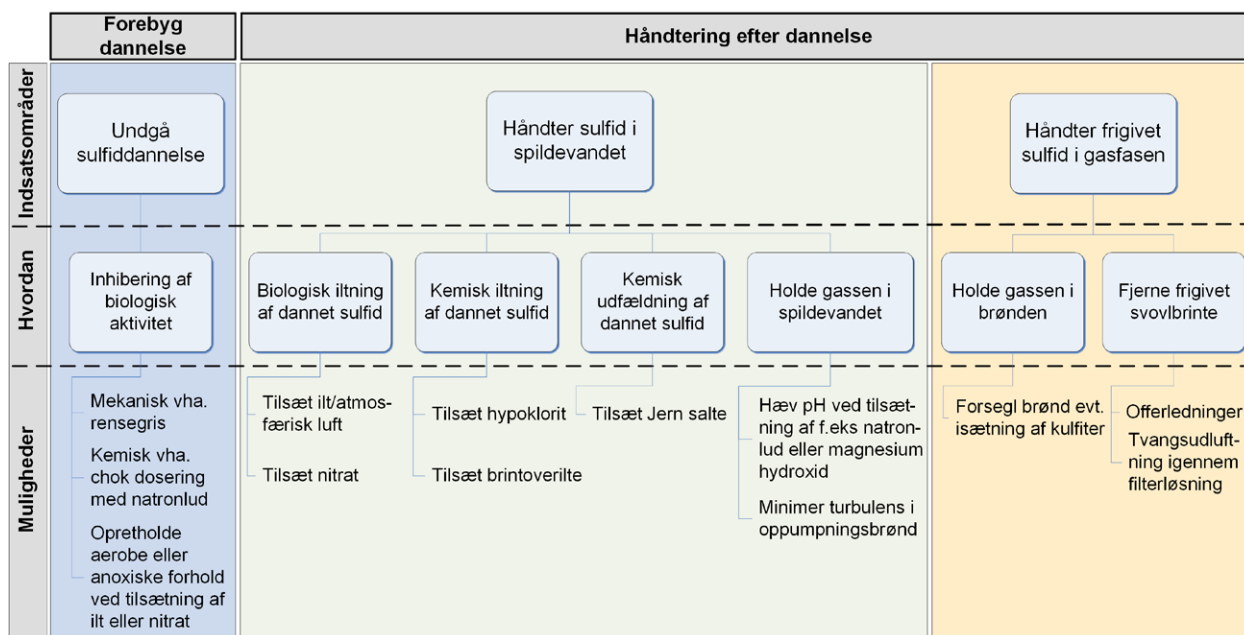 Forebyg
dannelse
Håndtering efter dannelse
Indsatsområder
Undgå
sulfiddannelse
Håndter sulfid i
spildevandet
Håndter frigivet
sulfid i gasfasen
Hvordan
Inhibering af
biologisk
aktivitet
Biologisk iltning
af dannet sulfid
Kemisk iltning
af dannet sulfid
Kemisk
udfældning af
dannet sulfid
Holde gassen i
spildevandet
Holde gassen i
brønden
Fjerne frigivet
svovlbrinte
Muligheder
Mekanisk vha.
rensegris
Kemisk vha.
chok dosering
med natronlud
Opretholde
aerobe eller
anoxiske forhold
ved tilsætning af
ilt eller nitrat
Tilsæt ilt/atmos-
færisk luft
Tilsæt nitrat
Tilsæt hypoklorit
Tilsæt brintoverilte
Tilsæt Jern salte
Hæv pH ved tilsæt-
ning af f.eks natron-
lud eller magnesium
hydroxid
Minimer turbulens i
oppumpningsbrønd
Forsegl brønd evt.
isætning af kulfiter
Offerledninger
Tvangsudluft-
ning igennem
filterløsning